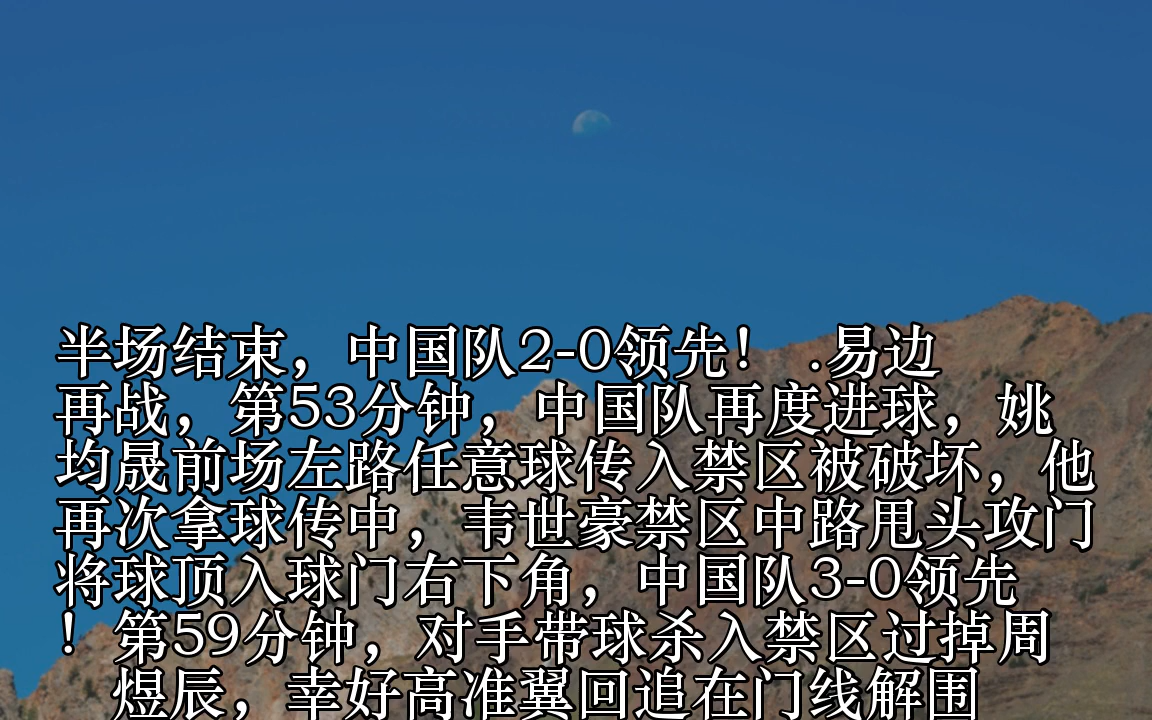 半场结束，中国队2-0领先！ .易边
再战，第53分钟，中国队再度进球，姚
均晟前场左路任意球传入禁区被破坏，他
再次拿球传中，韦世豪禁区中路甩头攻门
将球顶入球门右下角，中国队3-0领先
！第59分钟，对手带球杀入禁区过掉周
煜辰，幸好高准翼回追在门线解围